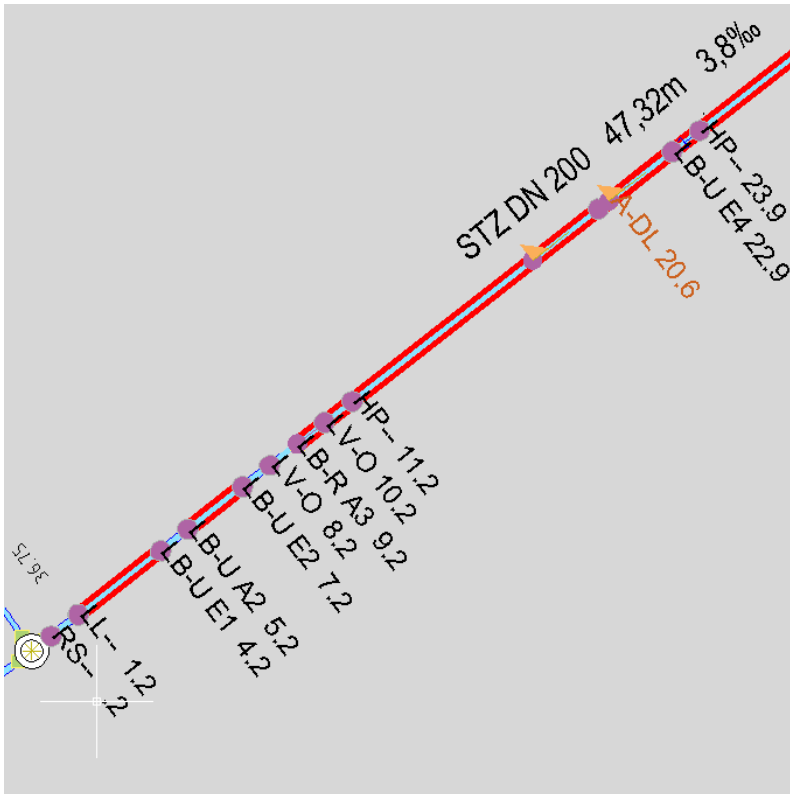 STZ DN 200 47,32m 3,8‰
HP-- 23.9
LB-U E4 22.9
A-DL 20.6
HP-- 11.2
LV-O 10.2
LB-R A3 9.2
LV-O 8.2
LB-U E2 7.2
LB-U A2 5.2
LB-U E1 4.2
LL-- 1.2
RS-- .2
36.75